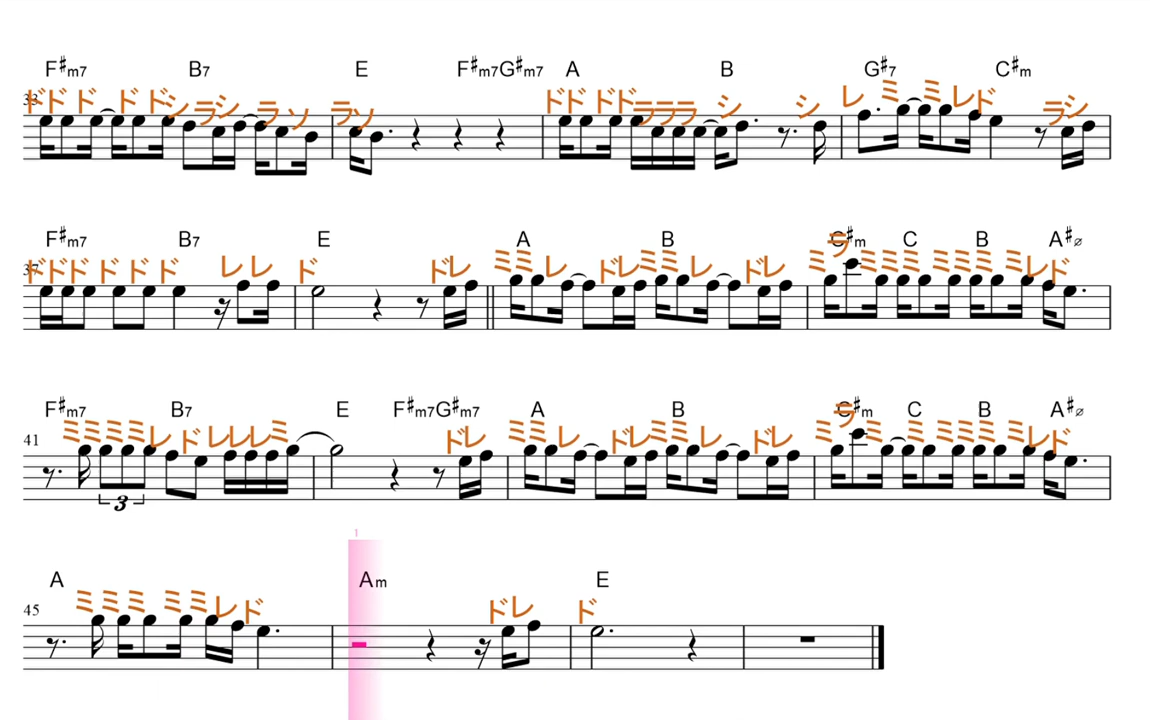 F#m7 B7 E F#m7 G#m7 A B G#7 C#m
33 ドド ド ド ドシ ラシ ラ ソ ラソ ドド ドドラララ シ シ レ ミ ミ レド ラシ
F#m7 B7 E A B C#m C B A#ø
37 ドドド ド ド ド レ レ ド ドレ ミミ レ ドレミミ レ ドレ ミ ラ ミミミ ミミミ ミレド
F#m7 B7 E F#m7 G#m7 A B C#m C B A#ø
41 ミミミミレ ド レレレミ ドレ ミミ レ ドレミミ レ ドレ ミ ラ ミ ミ ミミミ ミレド
3
1
A Am E
45 ミミミ ミミレド ドレ ド